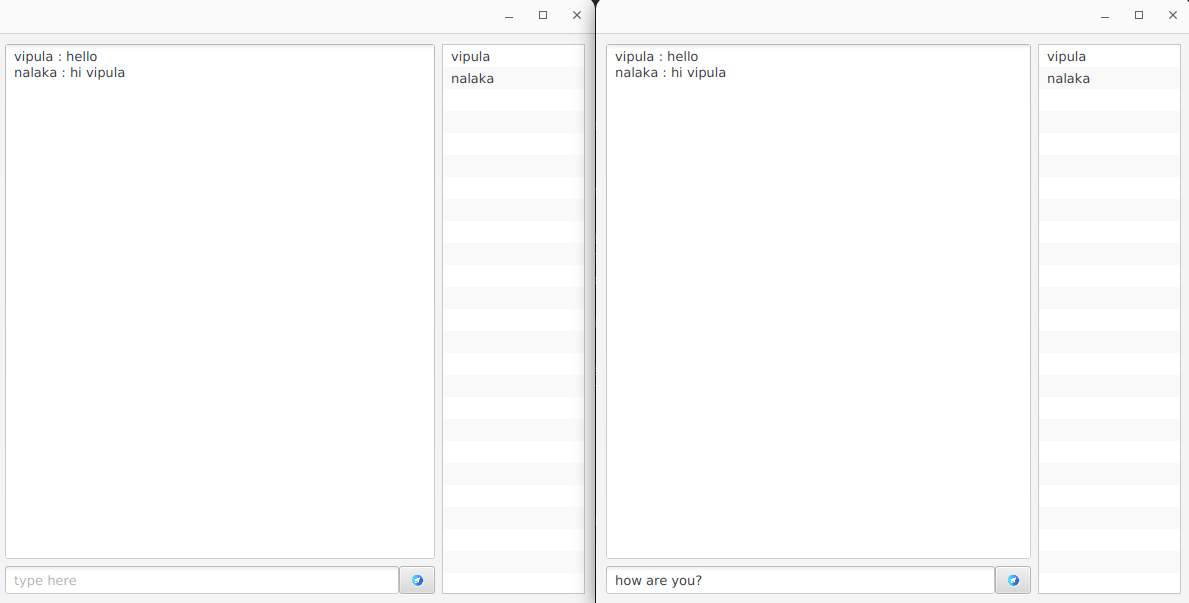 vipula : hello
nalaka : hi vipula
vipula
nalaka
type here
vipula : hello
nalaka : hi vipula
vipula
nalaka
how are you?